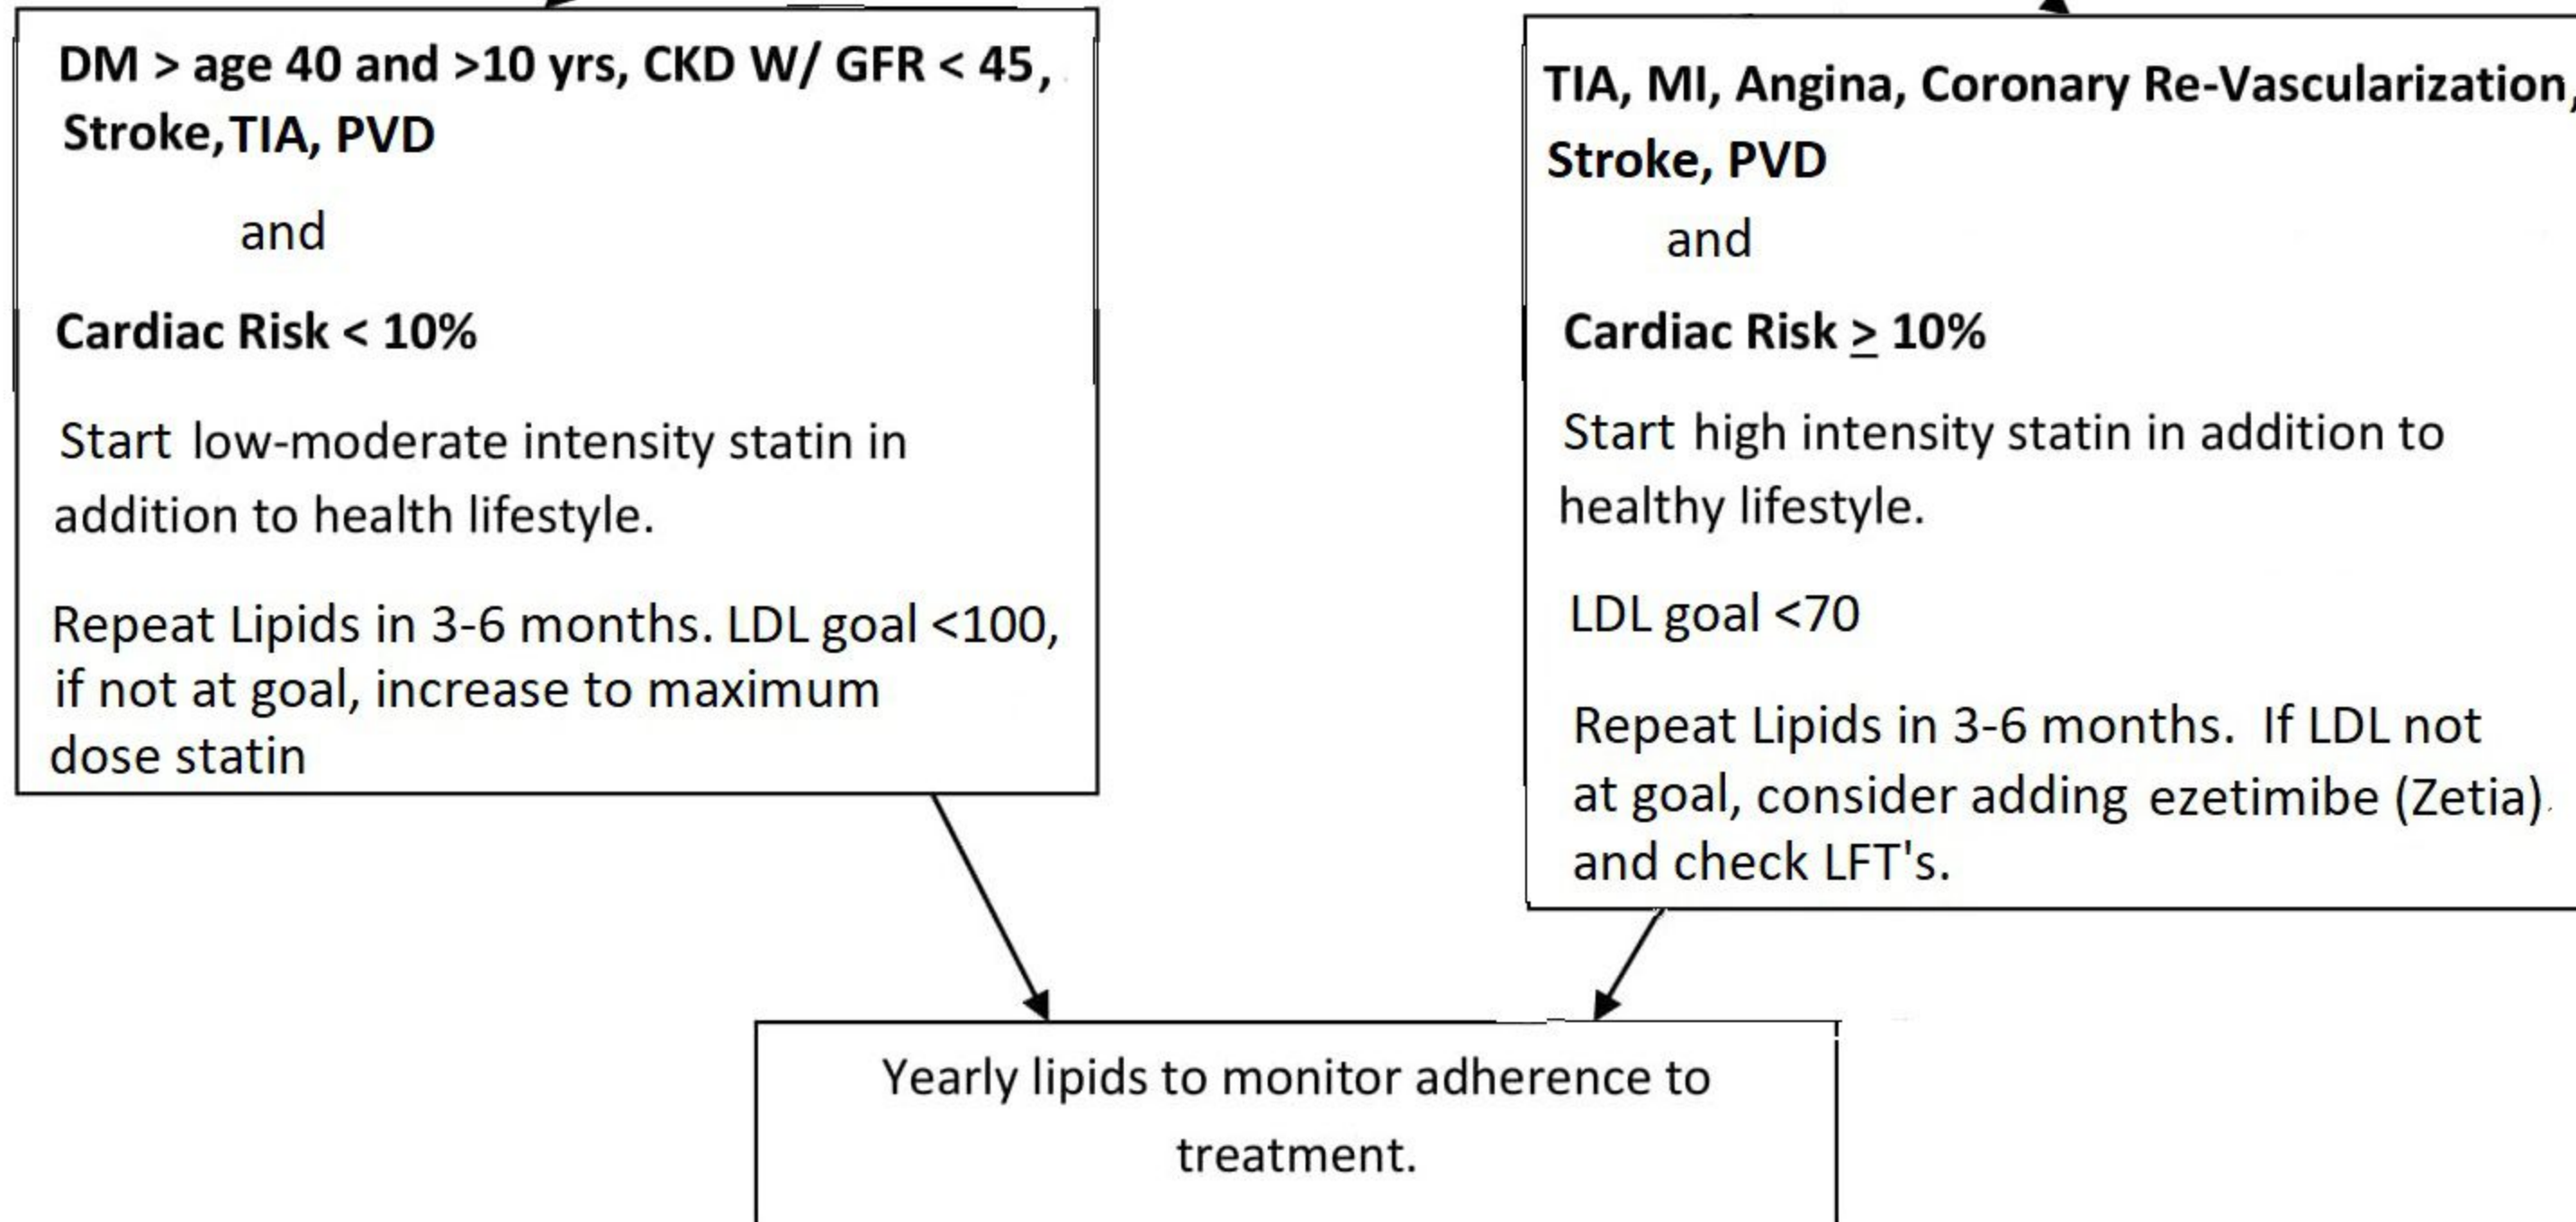 DM > age 40 and >10 yrs, CKD W/ GFR < 45,
Stroke, TIA, PVD
and
Cardiac Risk < 10%
Start low-moderate intensity statin in
addition to health lifestyle.
Repeat Lipids in 3-6 months. LDL goal <100,
if not at goal, increase to maximum
dose statin
TIA, MI, Angina, Coronary Re-Vascularization,
Stroke, PVD
and
Cardiac Risk ≥ 10%
Start high intensity statin in addition to
healthy lifestyle.
LDL goal <70
Repeat Lipids in 3-6 months. If LDL not
at goal, consider adding ezetimibe (Zetia).
and check LFT's.
Yearly lipids to monitor adherence to
treatment.